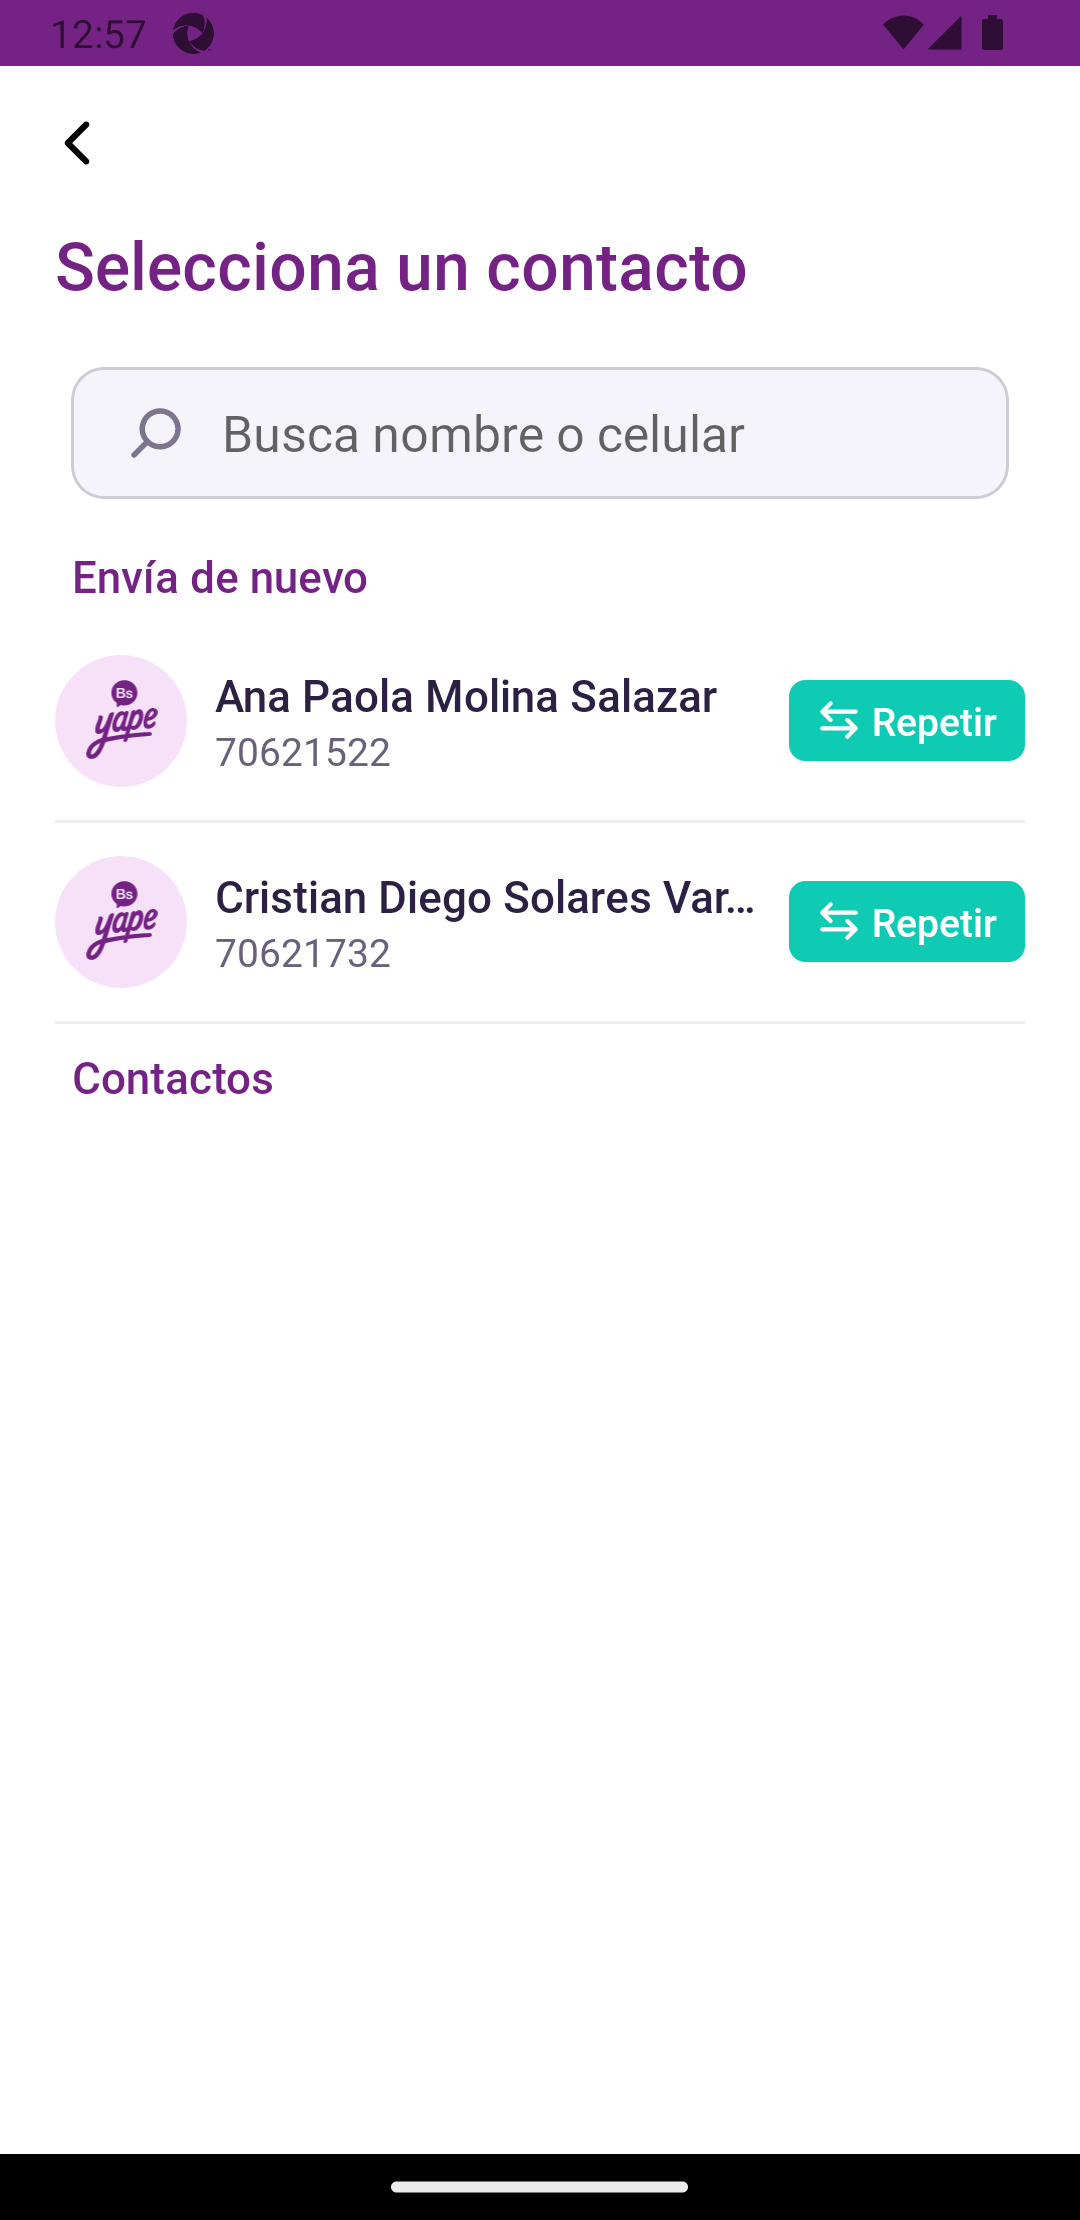 12:57
Selecciona un contacto
Busca nombre o celular
Envía de nuevo
Bs
yape
Ana Paola Molina Salazar
70621522
Repetir
Bs
yape
Cristian Diego Solares Var...
70621732
Repetir
Contactos